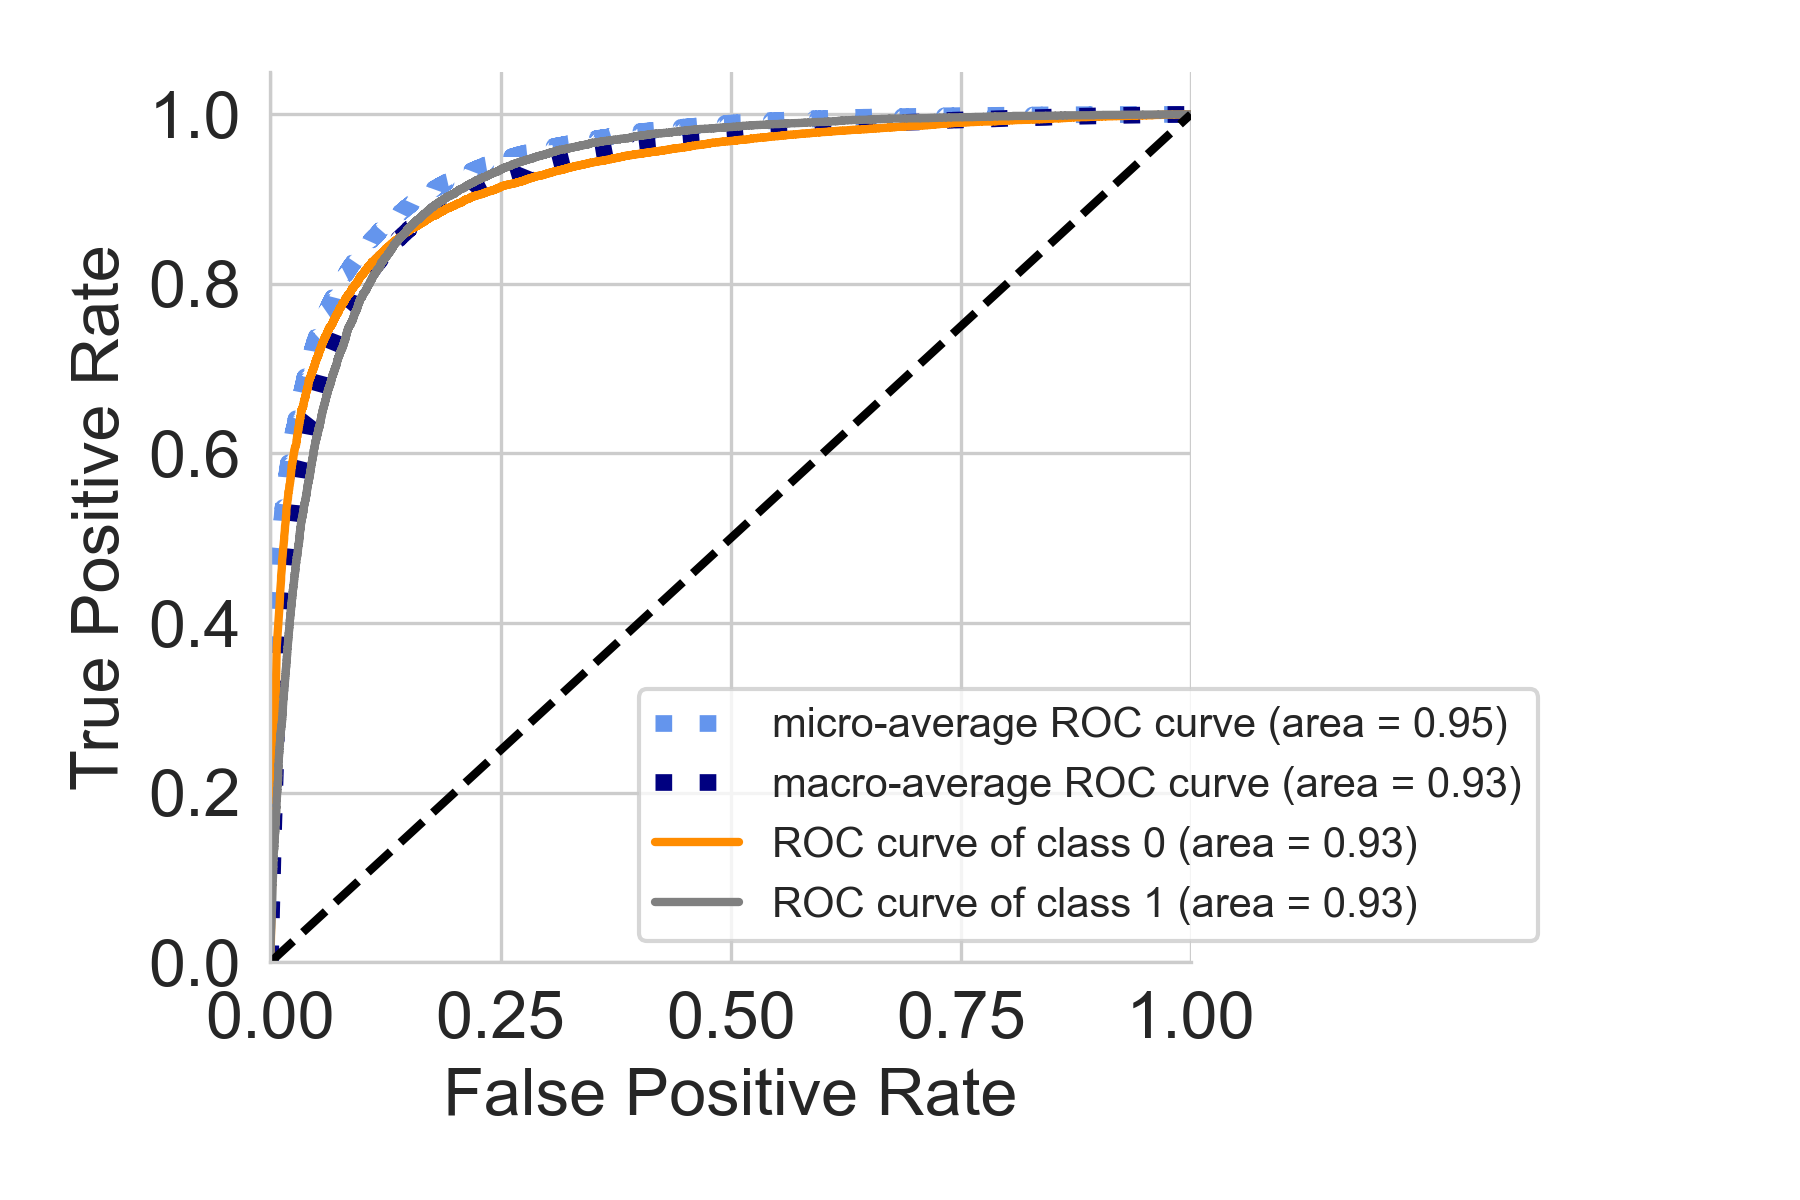 True Positive Rate
1.0
0.8
0.6
0.4
0.2
0.0
micro-average ROC curve (area = 0.95)
macro-average ROC curve (area = 0.93)
ROC curve of class 0 (area = 0.93)
ROC curve of class 1 (area = 0.93)
0.00 0.25 0.50 0.75 1.00
False Positive Rate